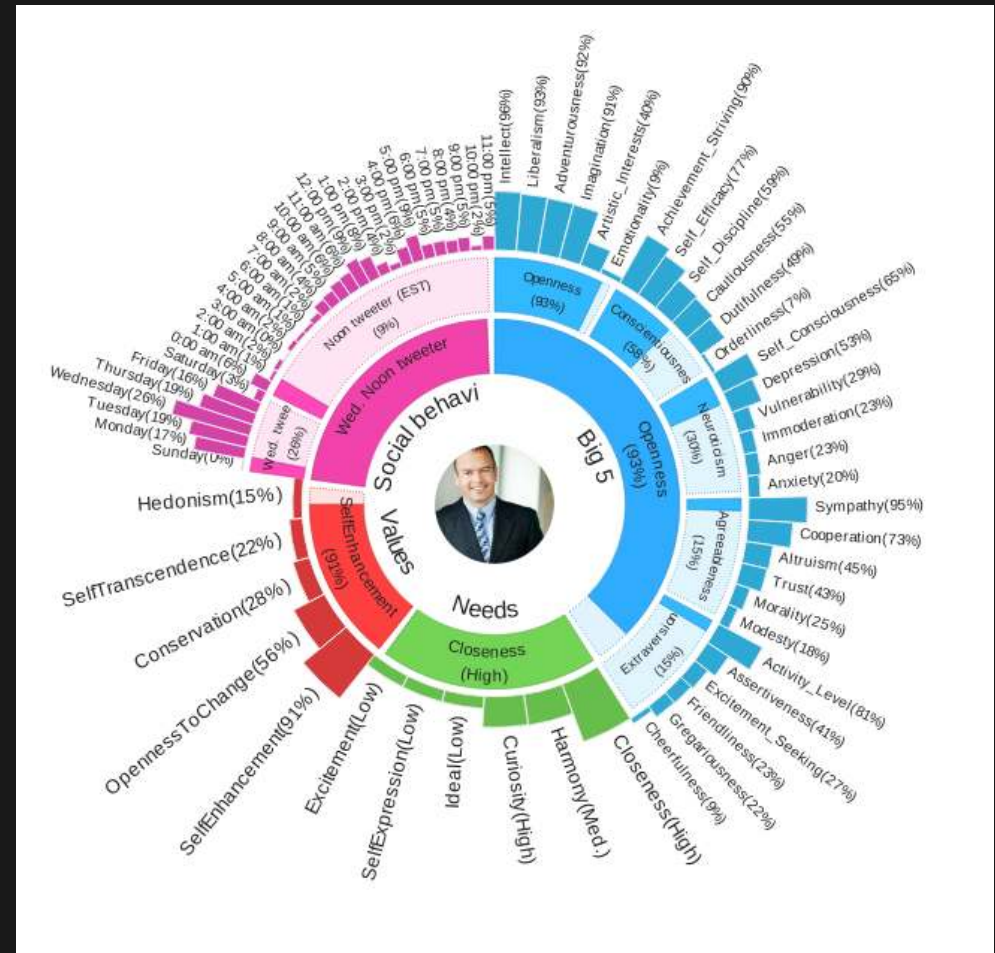 Big 5
Openness
(93%)
Openness
(93%)
Intellect(96%)
Liberalism(93%)
Adventurousness(92%)
Imagination(91%)
Artistic_Interests(40%)
Emotionality(9%)
Conscientiousnes
(58%)
Achievement_Striving(90%)
Self_Efficacy(77%)
Self_Discipline(59%)
Cautiousness(55%)
Dutifulness(49%)
Orderliness(7%)
Neuroticism
(30%)
Self_Consciousness(65%)
Depression(53%)
Vulnerability(29%)
Immoderation(23%)
Anger(23%)
Anxiety(20%)
Agreeableness
(15%)
Sympathy(95%)
Cooperation(73%)
Altruism(45%)
Trust(43%)
Morality(25%)
Modesty(18%)
Extraversion
(15%)
Activity_Level(81%)
Assertiveness(41%)
Excitement_Seeking(27%)
Friendliness(23%)
Gregariousness(22%)
Cheerfulness(9%)
Needs
Closeness
(High)
Closeness(High)
Harmony(Med.)
Curiosity(High)
Ideal(Low)
SelfExpression(Low)
Excitement(Low)
Values
SelfEnhancement
(91%)
SelfEnhancement(91%)
OpennessToChange(56%)
Conservation(28%)
SelfTranscendence(22%)
Hedonism(15%)
Social behavi
Wed. Noon tweeter
Wed. twee
(26%)
Sunday(0%)
Monday(17%)
Tuesday(19%)
Wednesday(26%)
Thursday(19%)
Friday(16%)
Saturday(3%)
Noon tweeter (EST)
(9%)
0:00 am(6%)
1:00 am(1%)
2:00 am(2%)
3:00 am(0%)
4:00 am(2%)
5:00 am(1%)
6:00 am(1%)
7:00 am(2%)
8:00 am(4%)
9:00 am(5%)
10:00 am(6%)
11:00 am
12:00 pm(9%)
1:00 pm(8%)
2:00 pm(4%)
3:00 pm(2%)
4:00 pm(6%)
5:00 pm(9%)
6:00 pm(5%)
7:00 pm(5%)
8:00 pm(4%)
9:00 pm(5%)
10:00 pm(2%)
11:00 pm(5%)